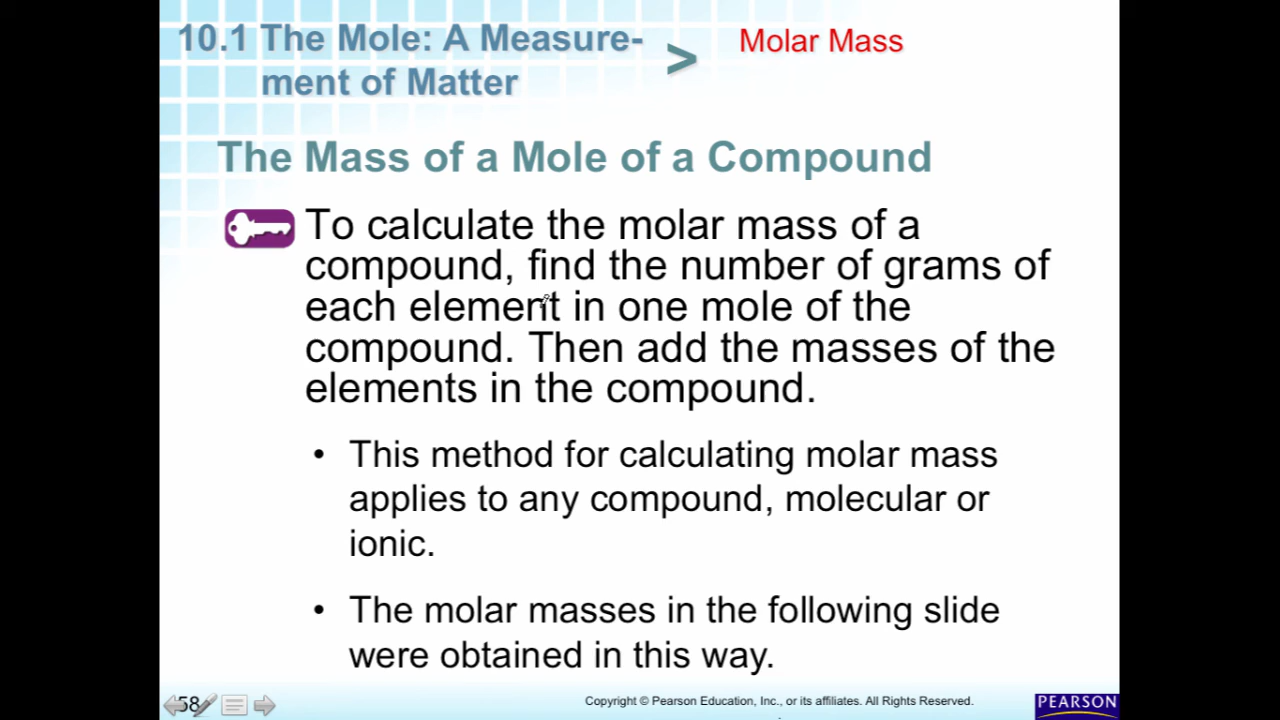 10.1 The Mole: A Measure-
ment of Matter
>
Molar Mass
The Mass of a Mole of a Compound
To calculate the molar mass of a
compound, find the number of grams of
each element in one mole of the
compound. Then add the masses of the
elements in the compound.
• This method for calculating molar mass
applies to any compound, molecular or
ionic.
• The molar masses in the following slide
were obtained in this way.
58
Copyright © Pearson Education, Inc., or its affiliates. All Rights Reserved.
PEARSON